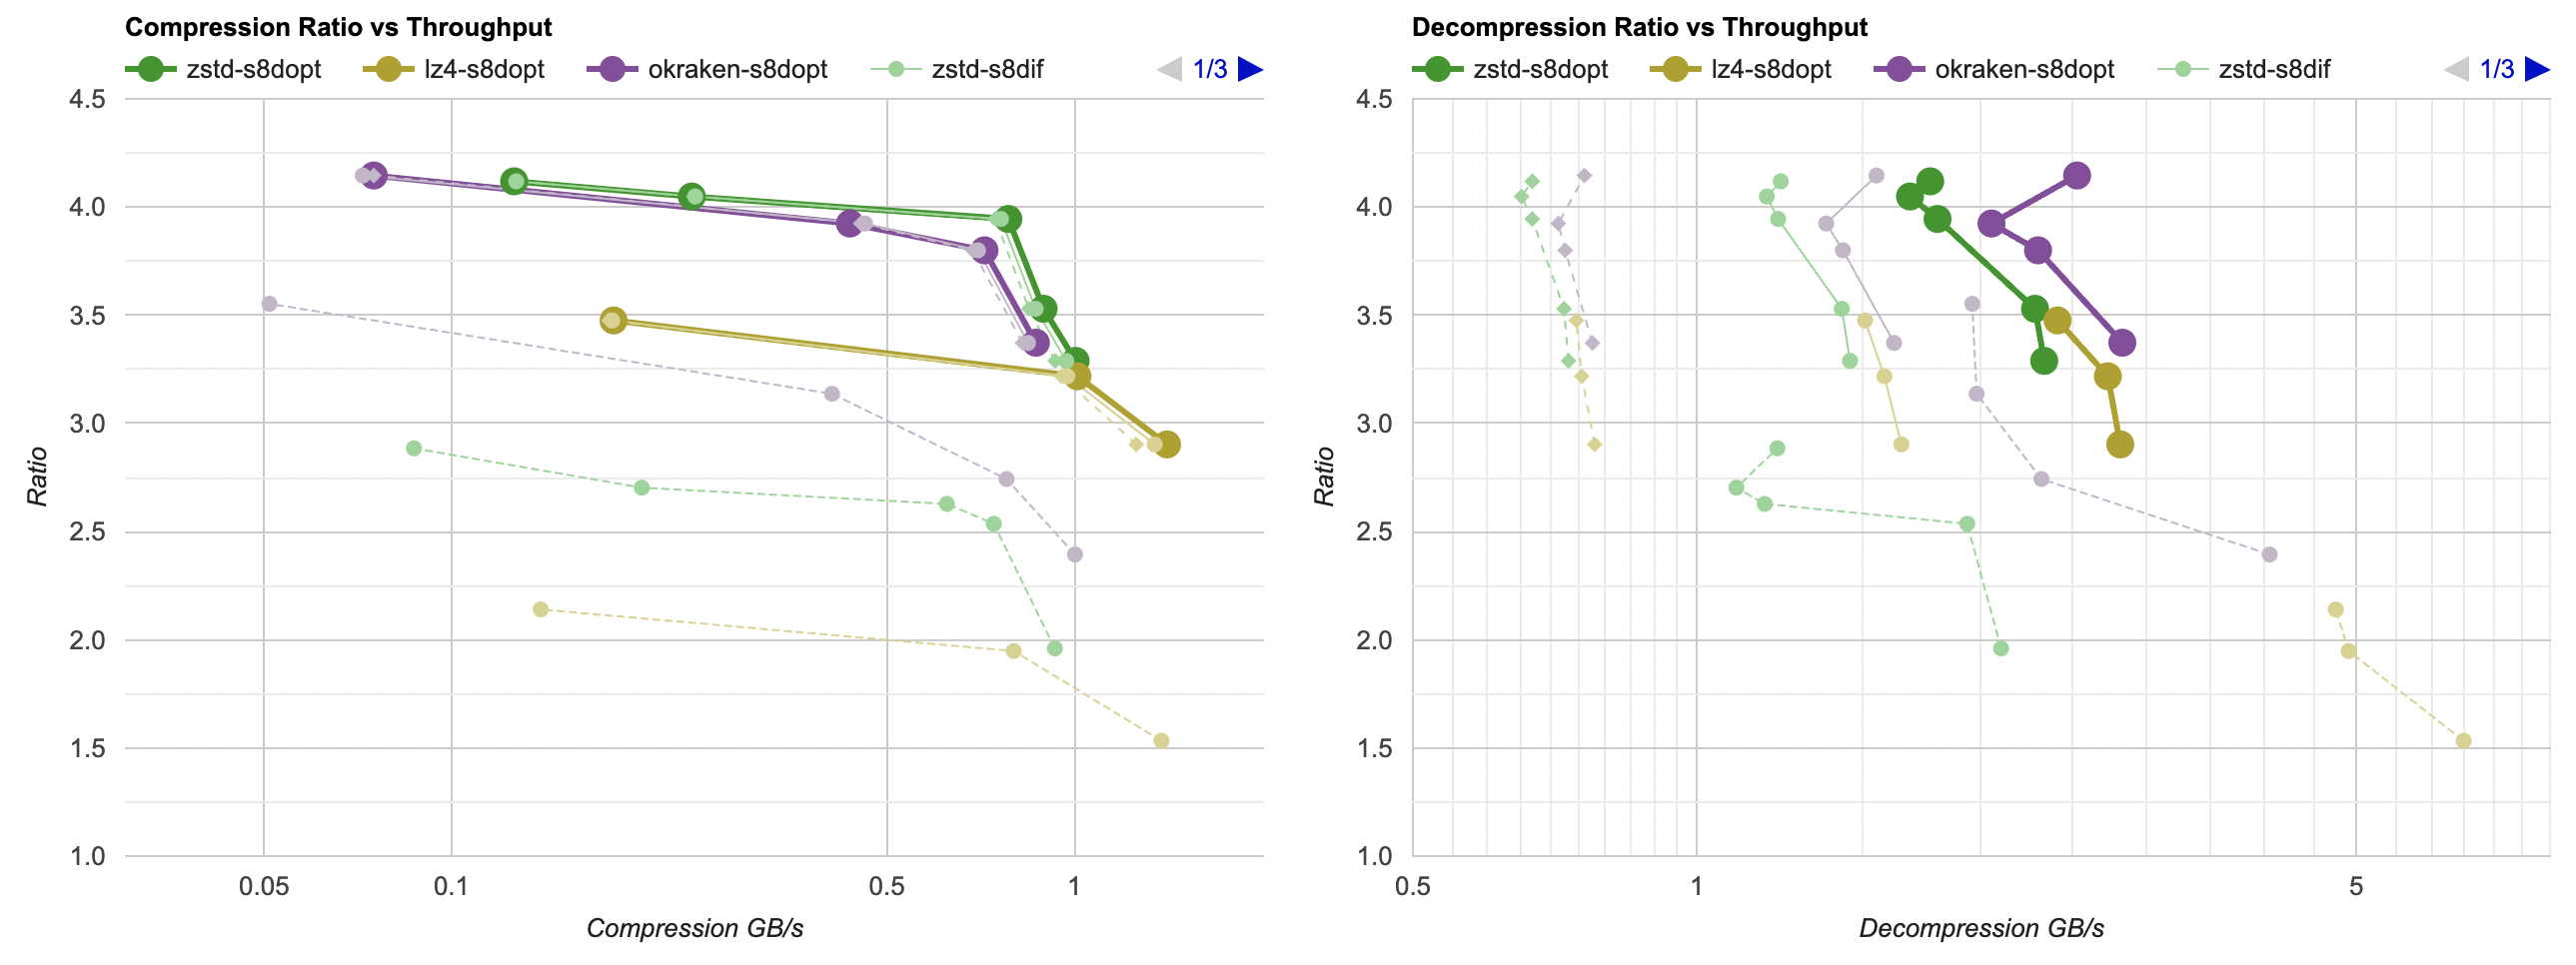 Compression Ratio vs Throughput
zstd-s8dopt lz4-s8dopt okraken-s8dopt zstd-s8dif 1/3
4.5
4.0
3.5
3.0
2.5
2.0
1.5
1.0
Ratio
0.05 0.1 0.5 1
Compression GB/s
Decompression Ratio vs Throughput
zstd-s8dopt lz4-s8dopt okraken-s8dopt zstd-s8dif 1/3
4.5
4.0
3.5
3.0
2.5
2.0
1.5
1.0
Ratio
0.5 1 5
Decompression GB/s